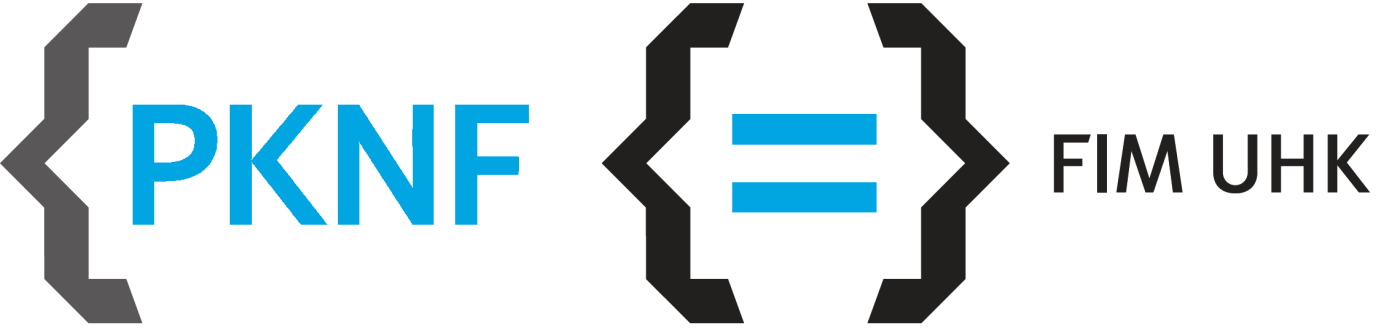 {PKNF {=} FIM UHK